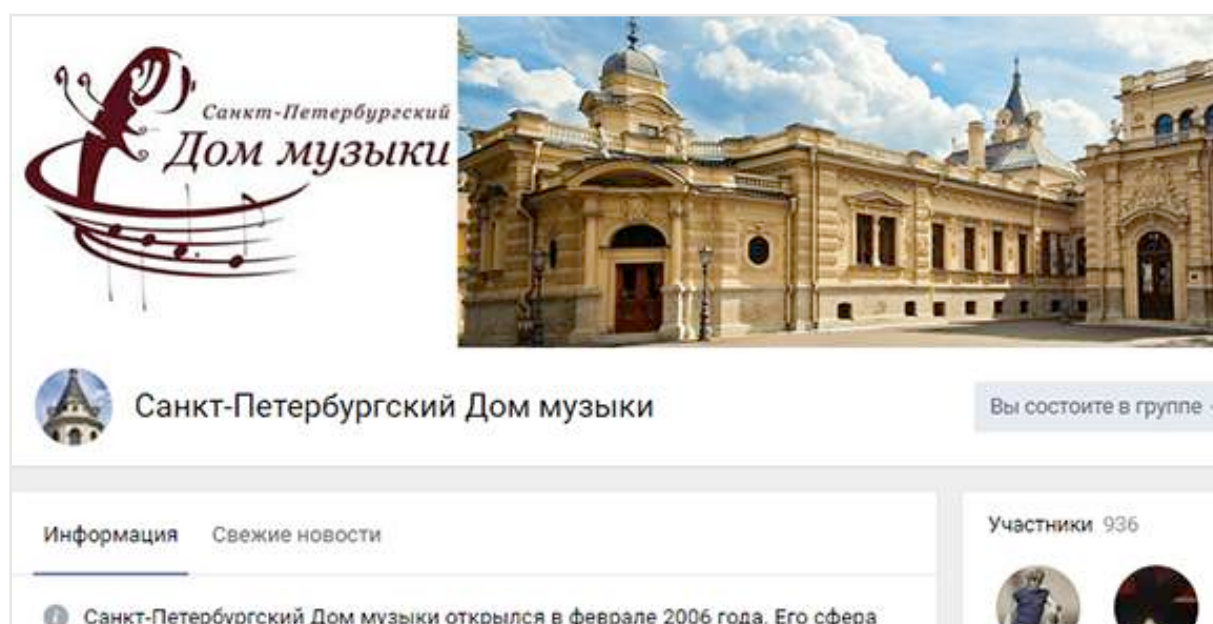 Санкт-Петербургский
Дом музыки
Санкт-Петербургский Дом музыки
Вы состоите в группе
Информация Свежие новости
Участники 936
Санкт-Петербургский Дом музыки открылся в феврале 2006 года. Его сфера